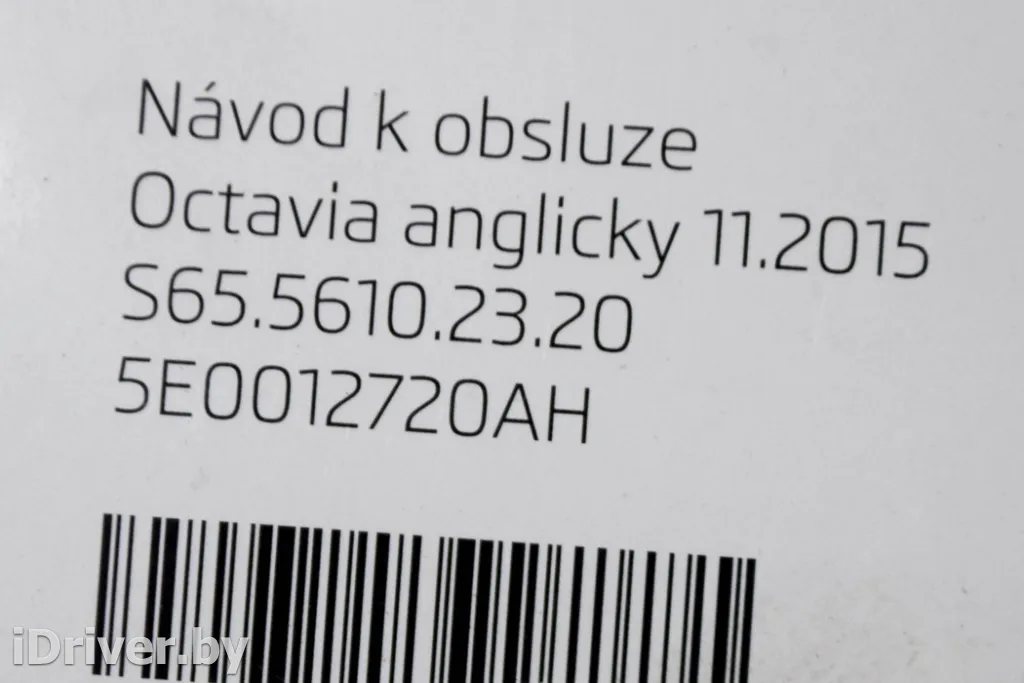 Návod k obsluze
Octavia anglicky 11.2015
S65.5610.23.20
5E0012720AH
iDriver.by